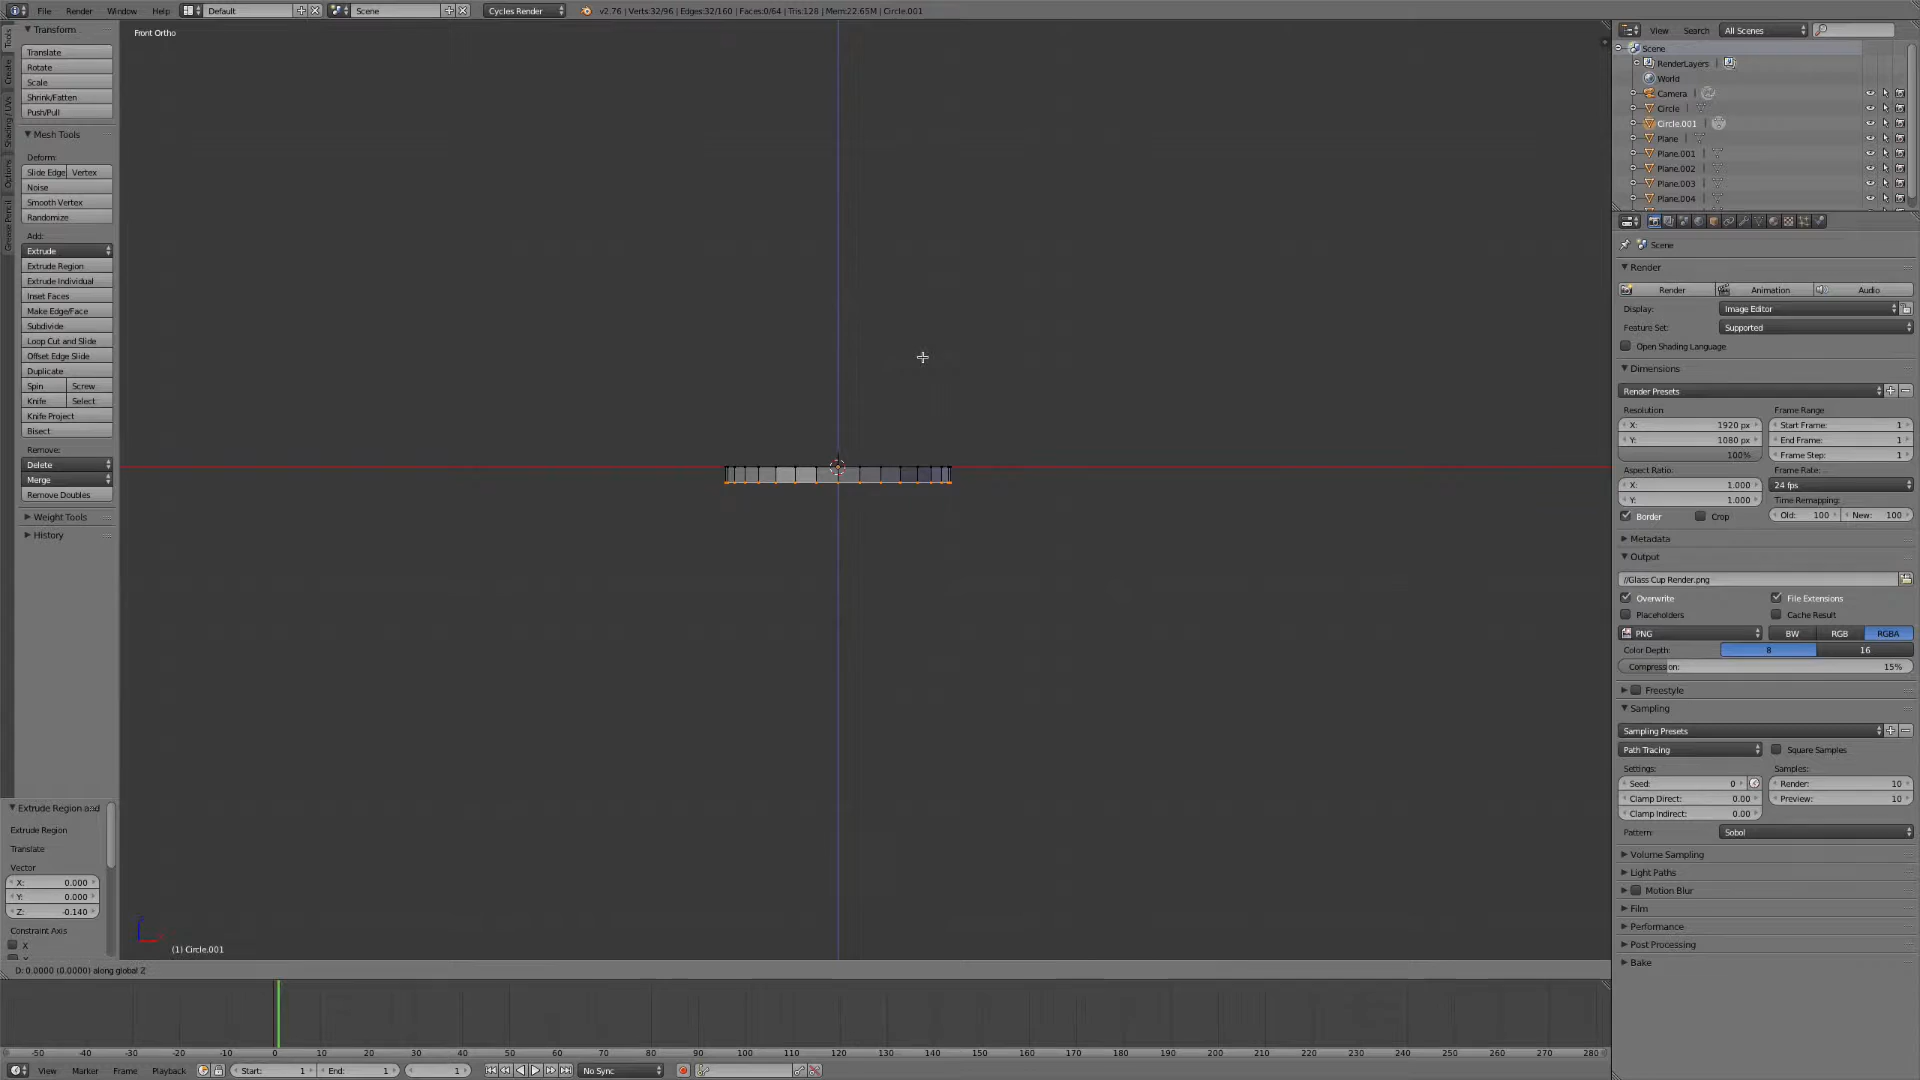 File Render Window Help Default Scene Cycles Render v2.76 | Verts:32/96 | Edges:32/160 | Faces:0/64 | Tris:128 | Mem:22.65M | Circle.001
Tools
Create
Shading / UVs
Options
Grease Pencil
Transform
Translate
Rotate
Scale
Shrink/Fatten
Push/Pull
Mesh Tools
Deform:
Slide Edge Vertex
Noise
Smooth Vertex
Randomize
Add:
Extrude
Extrude Region
Extrude Individual
Inset Faces
Make Edge/Face
Subdivide
Loop Cut and Slide
Offset Edge Slide
Duplicate
Spin Screw
Knife Select
Knife Project
Bisect
Remove:
Delete
Merge
Remove Doubles
Weight Tools
History
Extrude Region and
Extrude Region
Translate
Vector
X: 0.000
Y: 0.000
Z: -0.140
Constraint Axis
X
Front Ortho
(1) Circle.001
D: 0.0000 (0.0000) along global Z
-50 -40 -30 -20 -10 0 10 20 30 40 50 60 70 80 90 100 110 120 130 140 150 160 170 180 190 200 210 220 230 240 250 260 270 280
View Marker Frame Playback Start: 1 End: 1 1 No Sync
View Search All Scenes
Scene
RenderLayers
World
Camera
Circle
Circle.001
Plane
Plane.001
Plane.002
Plane.003
Plane.004
Scene
Render
Render Animation Audio
Display: Image Editor
Feature Set: Supported
Open Shading Language
Dimensions
Render Presets
Resolution Frame Range
X: 1920 px Start Frame: 1
Y: 1080 px End Frame: 1
100% Frame Step: 1
Aspect Ratio Frame Rate:
X: 1.000 24 fps
Y: 1.000 Time Remapping:
Border Crop Old: 100 New: 100
Metadata
Output
//Glass Cup Render.png
Overwrite File Extensions
Placeholders Cache Result
PNG BW RGB RGBA
Color Depth: 8 16
Compression: 15%
Freestyle
Sampling
Sampling Presets
Path Tracing Square Samples
Settings: Samples:
Seed: 0 Render: 10
Clamp Direct: 0.00 Preview: 10
Clamp Indirect: 0.00
Pattern: Sobol
Volume Sampling
Light Paths
Motion Blur
Film
Performance
Post Processing
Bake